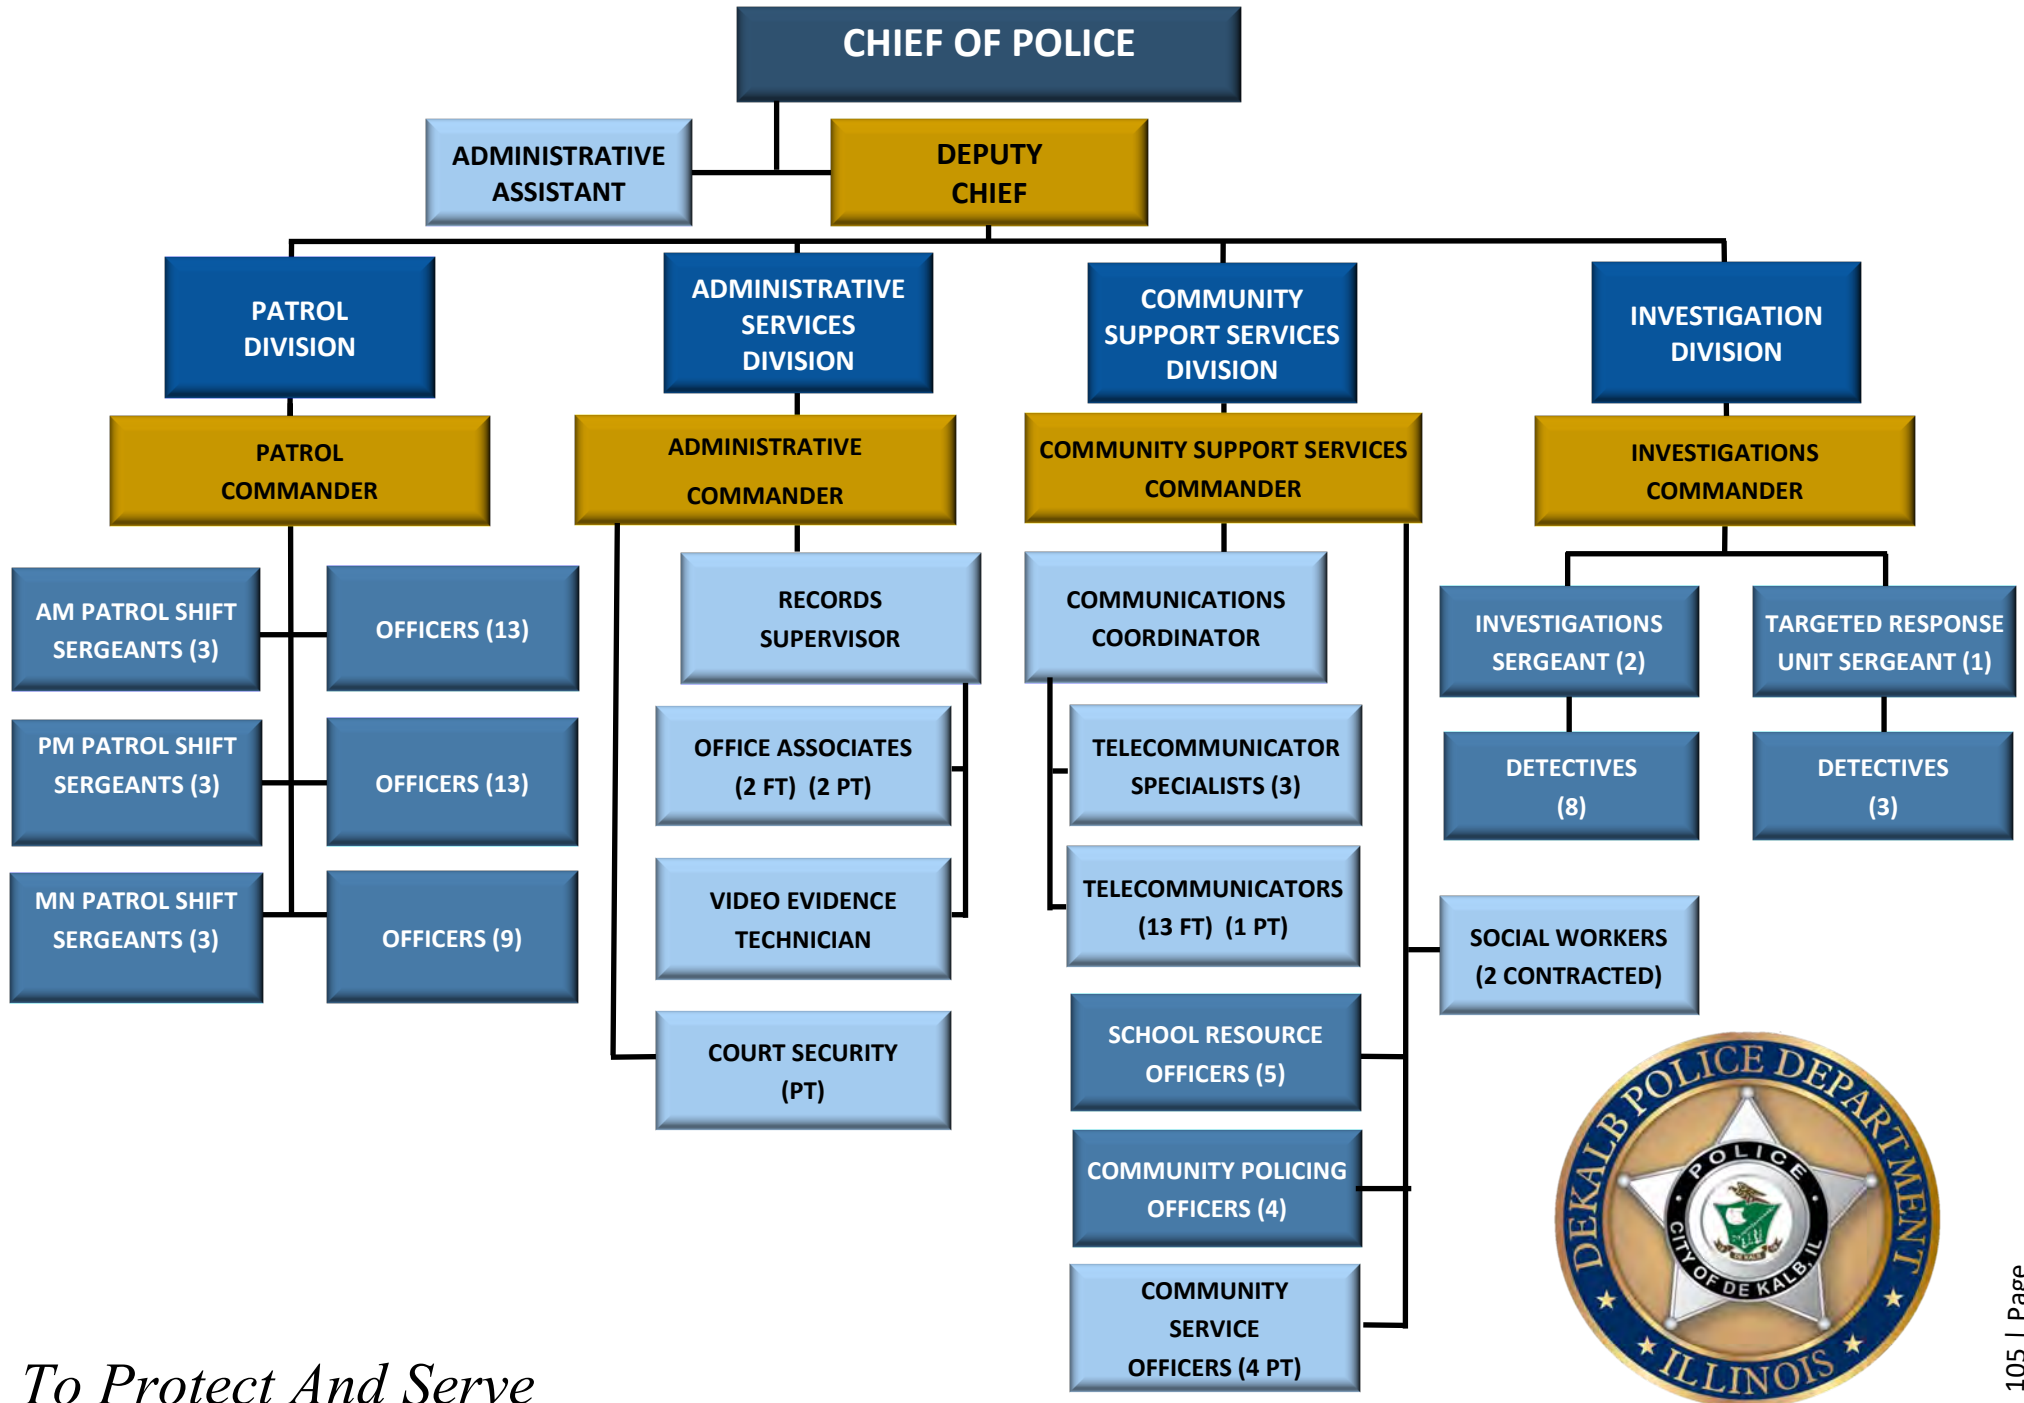 CHIEF OF POLICE
ADMINISTRATIVE
ASSISTANT
DEPUTY
CHIEF
PATROL
DIVISION
PATROL
COMMANDER
AM PATROL SHIFT
SERGEANTS (3)
OFFICERS (13)
PM PATROL SHIFT
SERGEANTS (3)
OFFICERS (13)
MN PATROL SHIFT
SERGEANTS (3)
OFFICERS (9)
ADMINISTRATIVE
SERVICES
DIVISION
ADMINISTRATIVE
COMMANDER
RECORDS
SUPERVISOR
OFFICE ASSOCIATES
(2 FT) (2 PT)
VIDEO EVIDENCE
TECHNICIAN
COURT SECURITY
(PT)
COMMUNITY
SUPPORT SERVICES
DIVISION
COMMUNITY SUPPORT SERVICES
COMMANDER
COMMUNICATIONS
COORDINATOR
TELECOMMUNICATOR
SPECIALISTS (3)
TELECOMMUNICATORS
(13 FT) (1 PT)
SCHOOL RESOURCE
OFFICERS (5)
COMMUNITY POLICING
OFFICERS (4)
COMMUNITY
SERVICE
OFFICERS (4 PT)
SOCIAL WORKERS
(2 CONTRACTED)
INVESTIGATION
DIVISION
INVESTIGATIONS
COMMANDER
INVESTIGATIONS
SERGEANT (2)
DETECTIVES
(8)
TARGETED RESPONSE
UNIT SERGEANT (1)
DETECTIVES
(3)
DEKALB POLICE DEPARTMENT
ILLINOIS
POLICE
CITY OF DE KALB, IL
DE KALB
To Protect And Serve
105 | Page